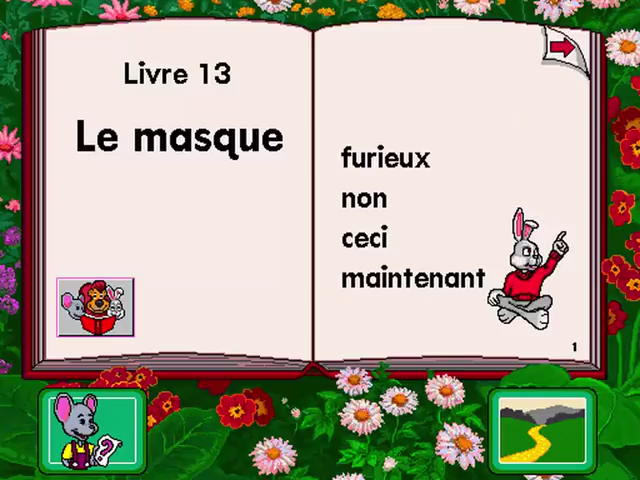 Livre 13
Le masque
furieux
non
ceci
maintenant
1